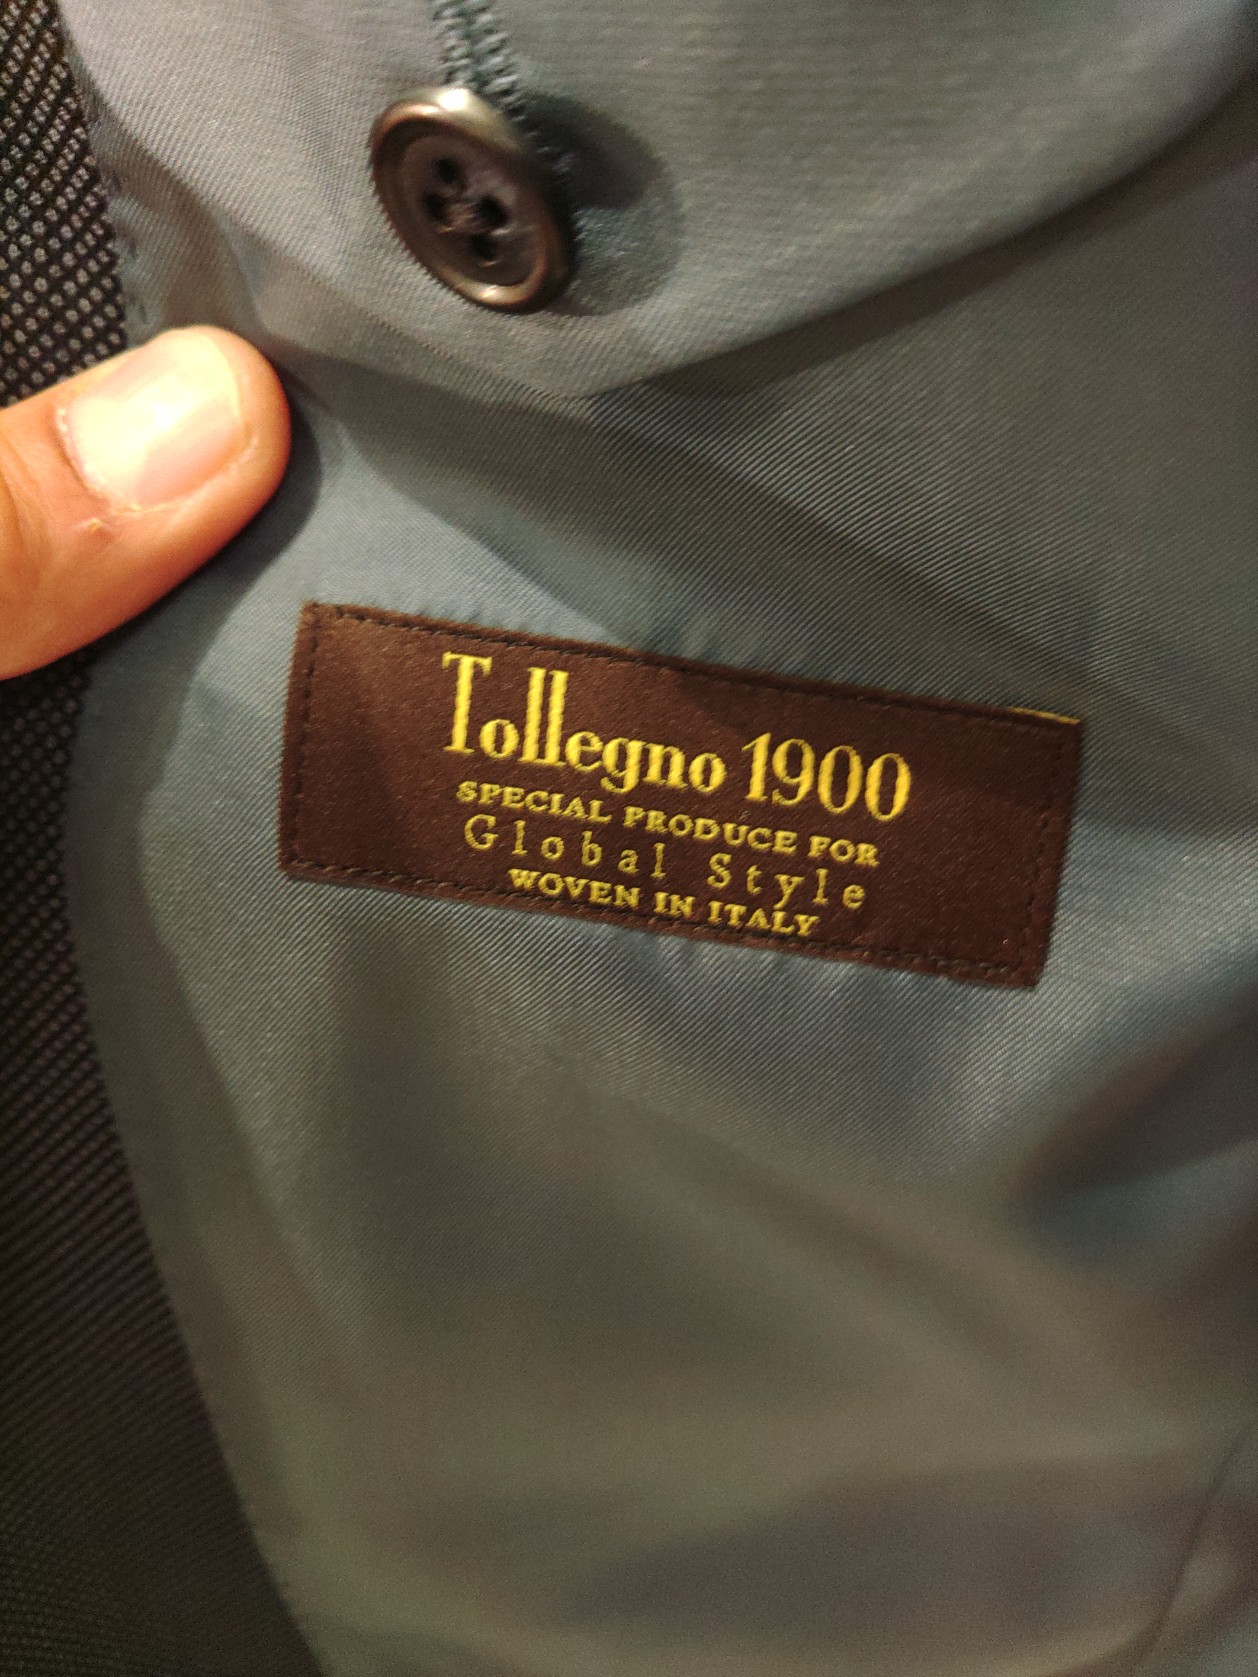 Tollegno 1900
SPECIAL PRODUCE FOR
Global Style
WOVEN IN ITALY